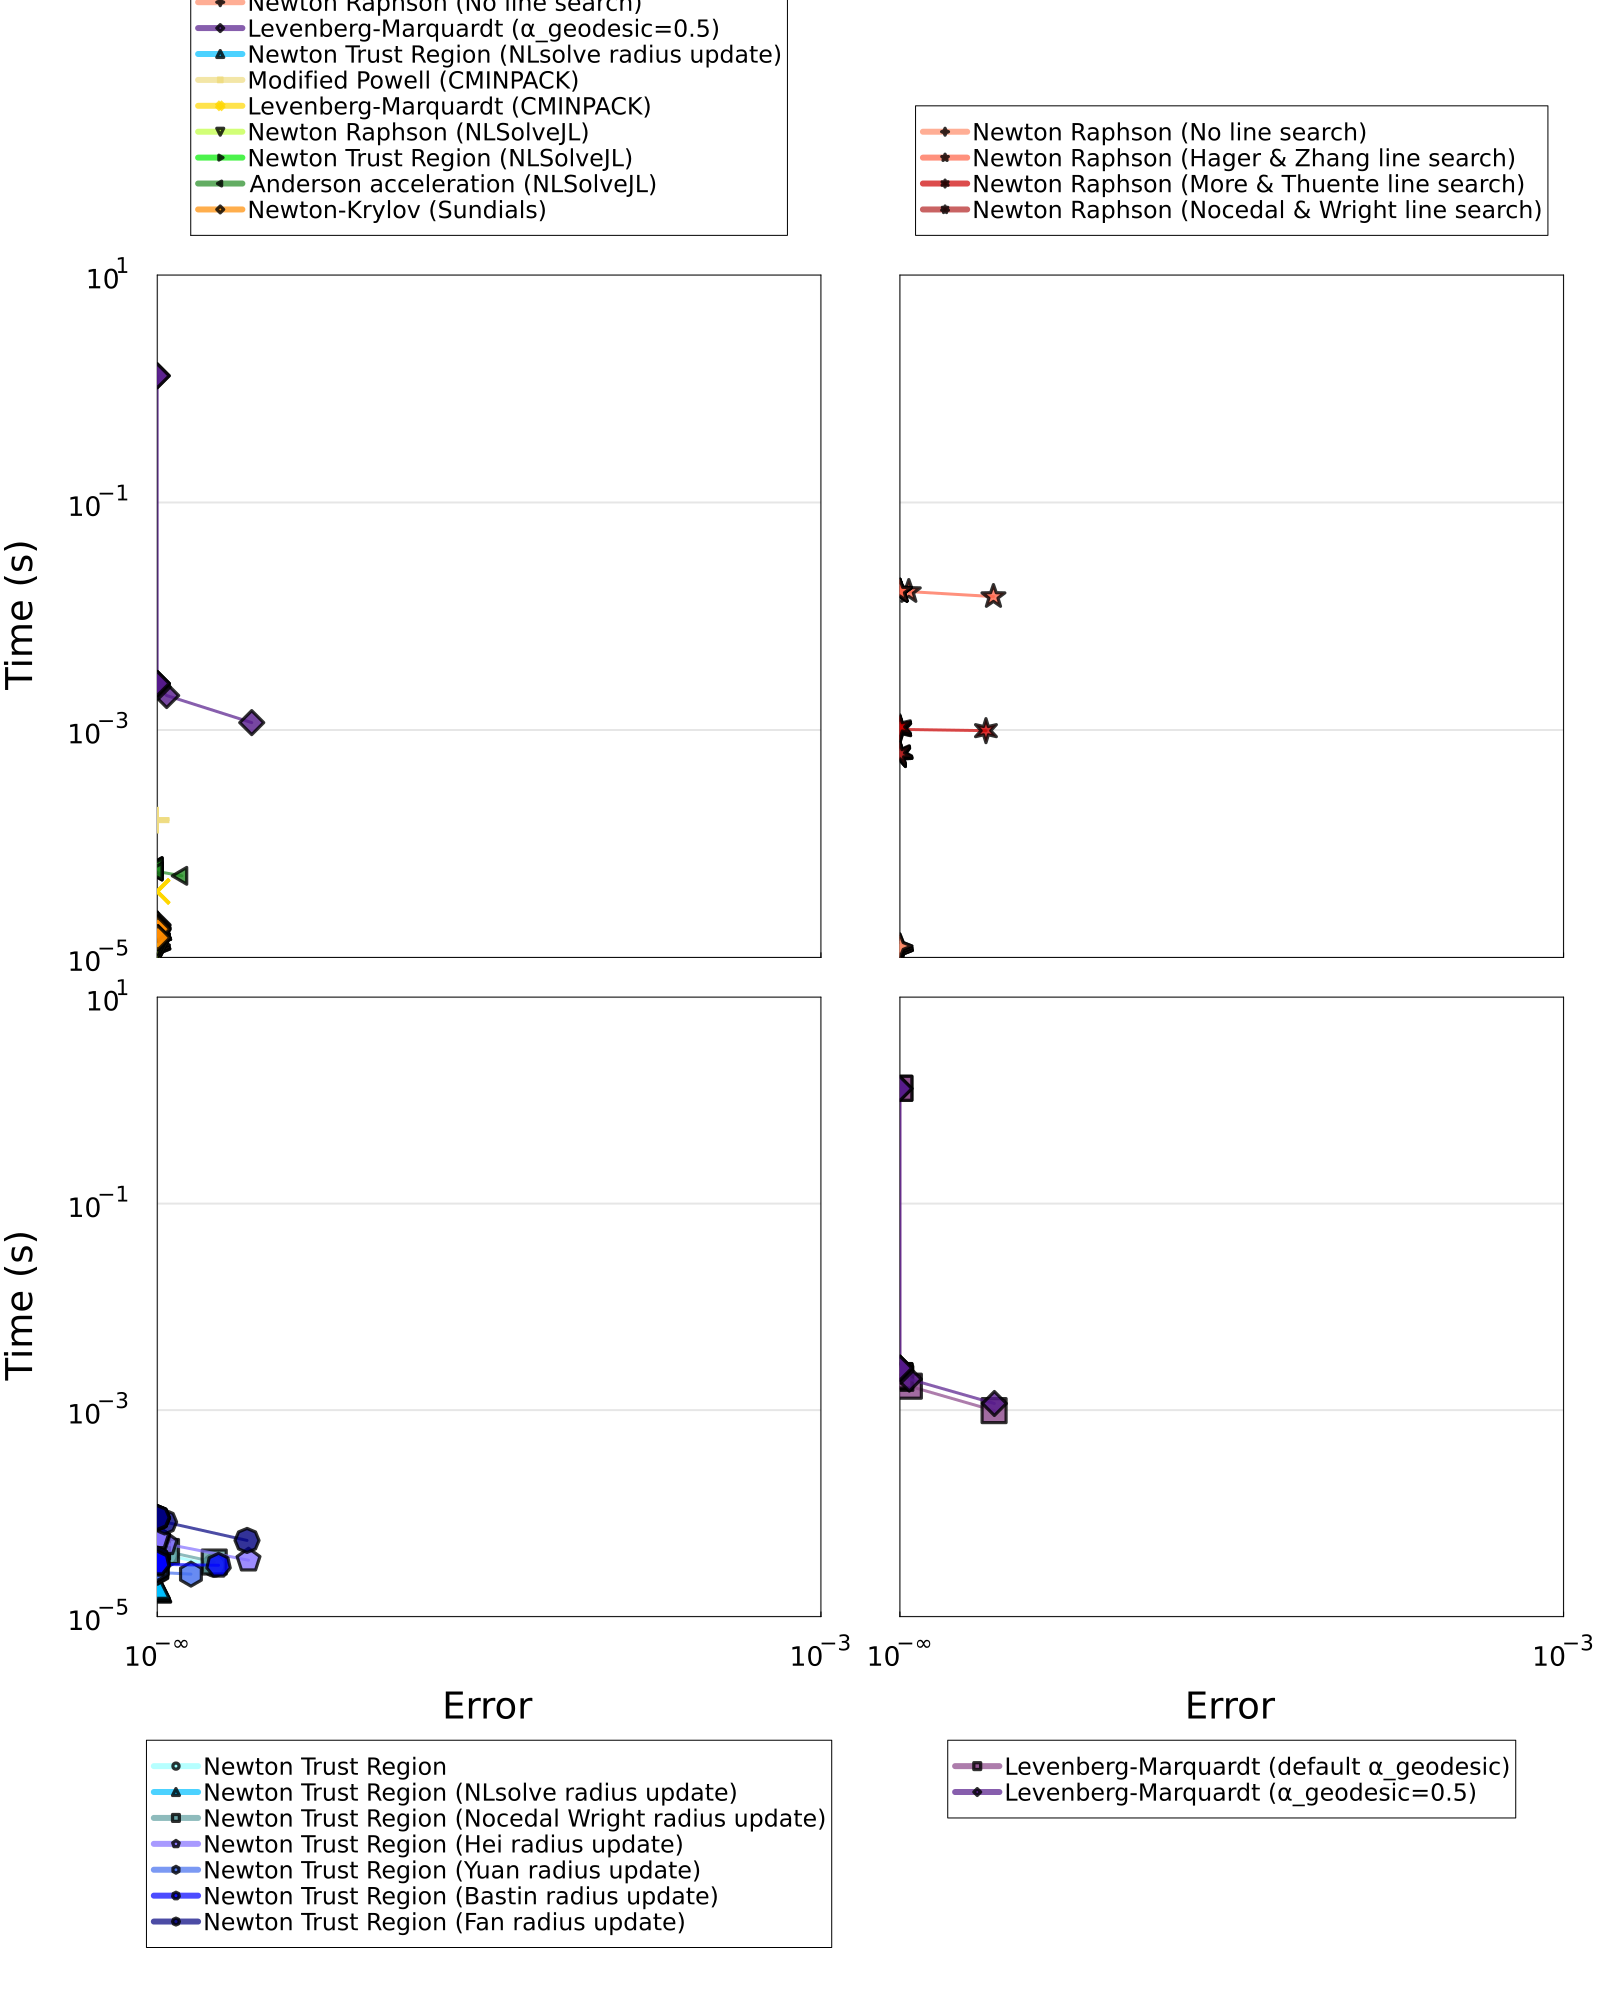 Newton Raphson (No line search)
Levenberg-Marquardt (α_geodesic=0.5)
Newton Trust Region (NLsolve radius update)
Modified Powell (CMINPACK)
Levenberg-Marquardt (CMINPACK)
Newton Raphson (NLSolveJL)
Newton Trust Region (NLSolveJL)
Anderson acceleration (NLSolveJL)
Newton-Krylov (Sundials)
Newton Raphson (No line search)
Newton Raphson (Hager & Zhang line search)
Newton Raphson (More & Thuente line search)
Newton Raphson (Nocedal & Wright line search)
10^1
10^−1
10^−3
10^−5
Time (s)
10^1
10^−1
10^−3
10^−5
Time (s)
10^−∞
10^−3
10^−∞
10^−3
Error
Error
Newton Trust Region
Newton Trust Region (NLsolve radius update)
Newton Trust Region (Nocedal Wright radius update)
Newton Trust Region (Hei radius update)
Newton Trust Region (Yuan radius update)
Newton Trust Region (Bastin radius update)
Newton Trust Region (Fan radius update)
Levenberg-Marquardt (default α_geodesic)
Levenberg-Marquardt (α_geodesic=0.5)